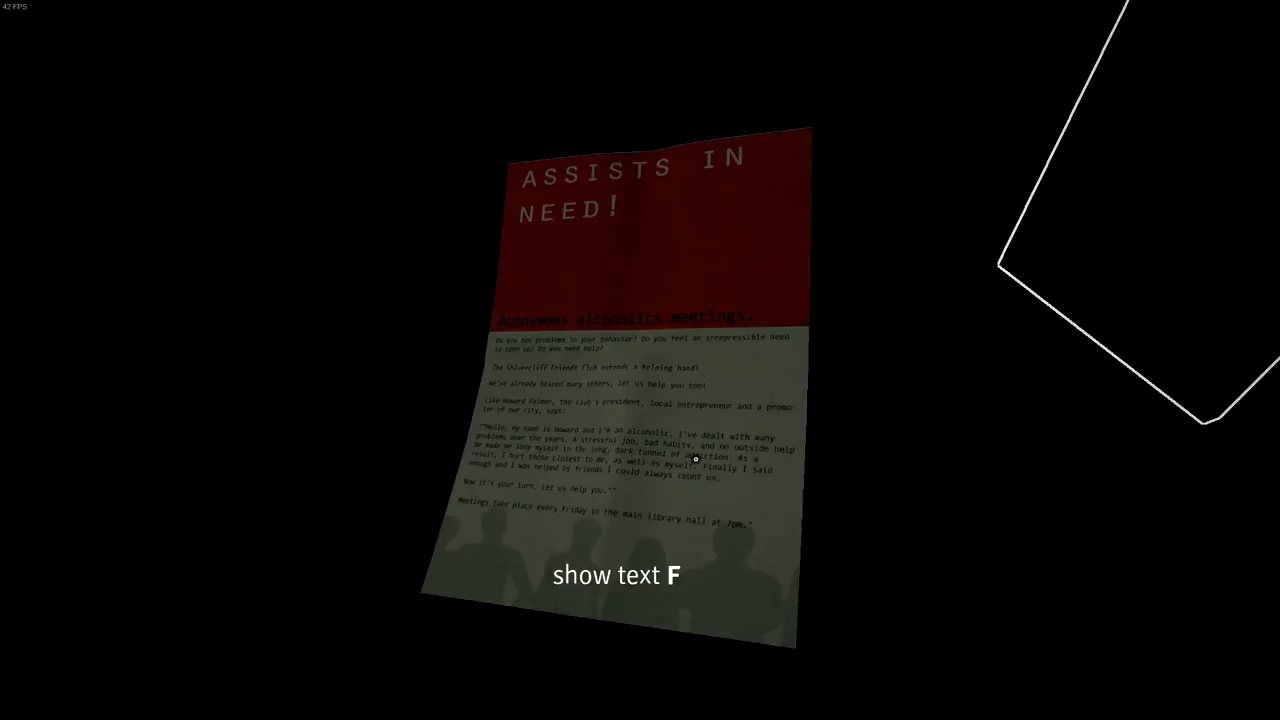 42 FPS
ASSISTS IN
NEED!
Anonymous alcoholics meetings.
Do you see problems in your behavior? Do you feel an irrepressible need
to open up? Do you need help?
The Shivercliff Friends Club extends a helping hand!
We've already helped many others, let us help you too!
Like Howard Palmer, the club's president, local entrepreneur and a promo-
ter of our city, says:
""Hello, my name is Howard and i'm an alcoholic. I've dealt with many
problems over the years. A stressful job, bad habits, and no outside help
made me lose myself in the long, dark tunnel of addiction. As a
result, I hurt those closest to me, as well as myself. Finally I said
enough and I was helped by friends I could always count on.
Now it's your turn. Let us help you.""
Meetings take place every Friday in the main library hall at 7pm."
show text F